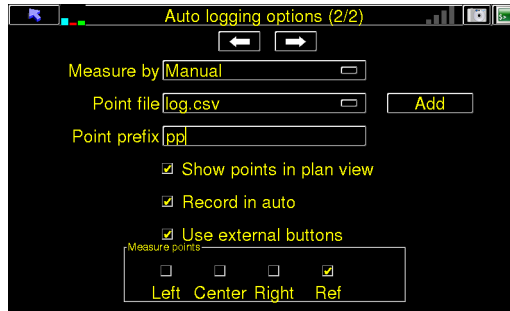 Auto logging options (2/2)
Measure by Manual
Point file log.csv Add
Point prefix pp
Show points in plan view
Record in auto
Use external buttons
Measure points
Left Center Right Ref